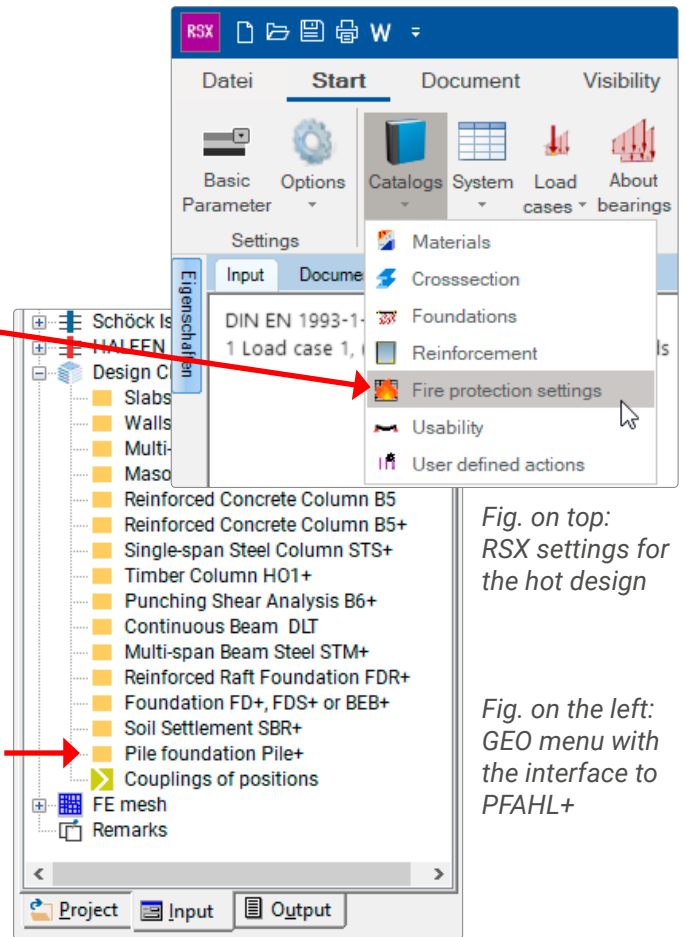 RSX W
Datei Start Document Visibility
Basic Parameter
Options
Catalogs
System
Load cases
About bearings
Settings
Materials
Crosssection
Foundations
Reinforcement
Fire protection settings
Usability
User defined actions
Eigenschaften
Input
DIN EN 1993-1-
1 Load case 1,
Schöck
HALFEN
Design
Slabs
Walls
Multi-
Reinforced Concrete Column B5
Reinforced Concrete Column B5+
Single-span Steel Column STS+
Timber Column HO1+
Punching Shear Analysis B6+
Continuous Beam DLT
Multi-span Beam Steel STM+
Reinforced Raft Foundation FDR+
Foundation FD+, FDS+ or BEB+
Soil Settlement SBR+
Pile foundation Pile+
Couplings of positions
FE mesh
Remarks
Project Input Output
Fig. on top:
RSX settings for
the hot design
Fig. on the left:
GEO menu with
the interface to
PFAHL+